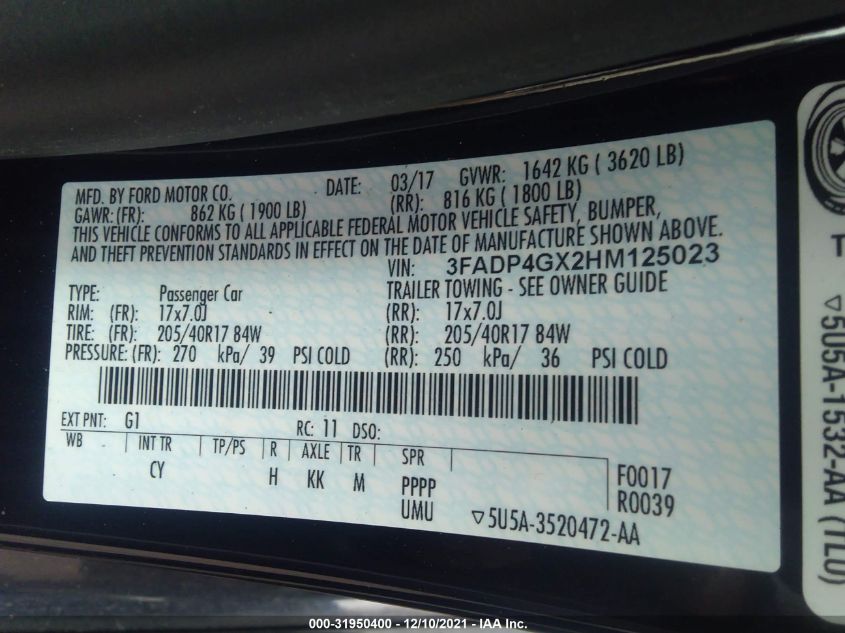 MFD. BY FORD MOTOR CO. DATE: 03/17 GVWR: 1642 KG ( 3620 LB)
GAWR: (FR): 862 KG ( 1900 LB) (RR): 816 KG ( 1800 LB)
THIS VEHICLE CONFORMS TO ALL APPLICABLE FEDERAL MOTOR VEHICLE SAFETY, BUMPER,
AND THEFT PREVENTION STANDARDS IN EFFECT ON THE DATE OF MANUFACTURE SHOWN ABOVE.
VIN: 3FADP4GX2HM125023
TYPE: Passenger Car TRAILER TOWING - SEE OWNER GUIDE
RIM: (FR): 17x7.0J (RR): 17x7.0J
TIRE: (FR): 205/40R17 84W (RR): 205/40R17 84W
PRESSURE: (FR): 270 kPa/ 39 PSI COLD (RR): 250 kPa/ 36 PSI COLD
EXT PNT: G1 RC: 11 DSO:
WB INT TR TP/PS R AXLE TR SPR
CY H KK M PPPP F0017
UMU R0039
▽5U5A-3520472-AA
T
▽5U5A-1532-AA (TL0)
000-31950400 - 12/10/2021 - IAA Inc.